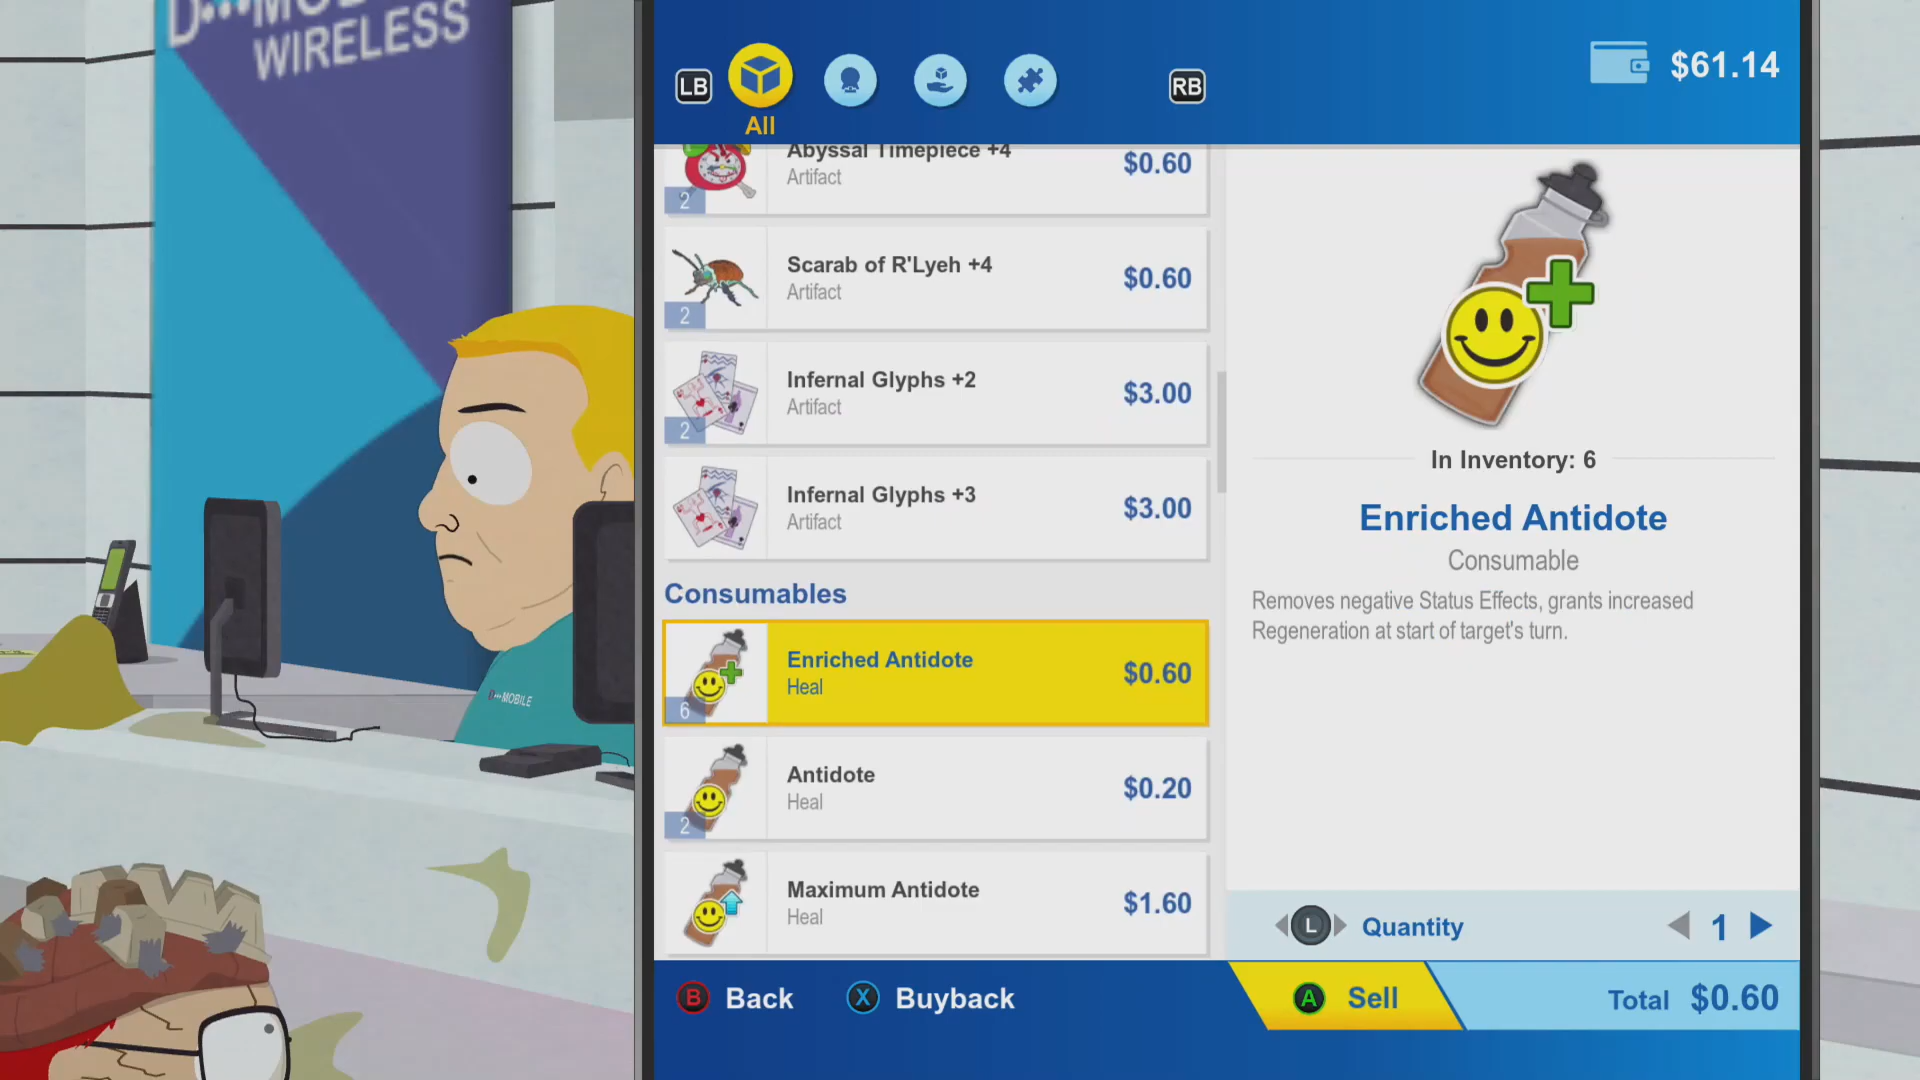 D···MOBILE
WIRELESS
LB
RB
All
$61.14
Abyssal Timepiece +4
Artifact
$0.60
2
Scarab of R'Lyeh +4
Artifact
$0.60
2
Infernal Glyphs +2
Artifact
$3.00
2
Infernal Glyphs +3
Artifact
$3.00
Consumables
Enriched Antidote
Heal
$0.60
6
Antidote
Heal
$0.20
2
Maximum Antidote
Heal
$1.60
In Inventory: 6
Enriched Antidote
Consumable
Removes negative Status Effects, grants increased
Regeneration at start of target's turn.
L Quantity 1
B Back
X Buyback
A Sell
Total $0.60
D···MOBILE